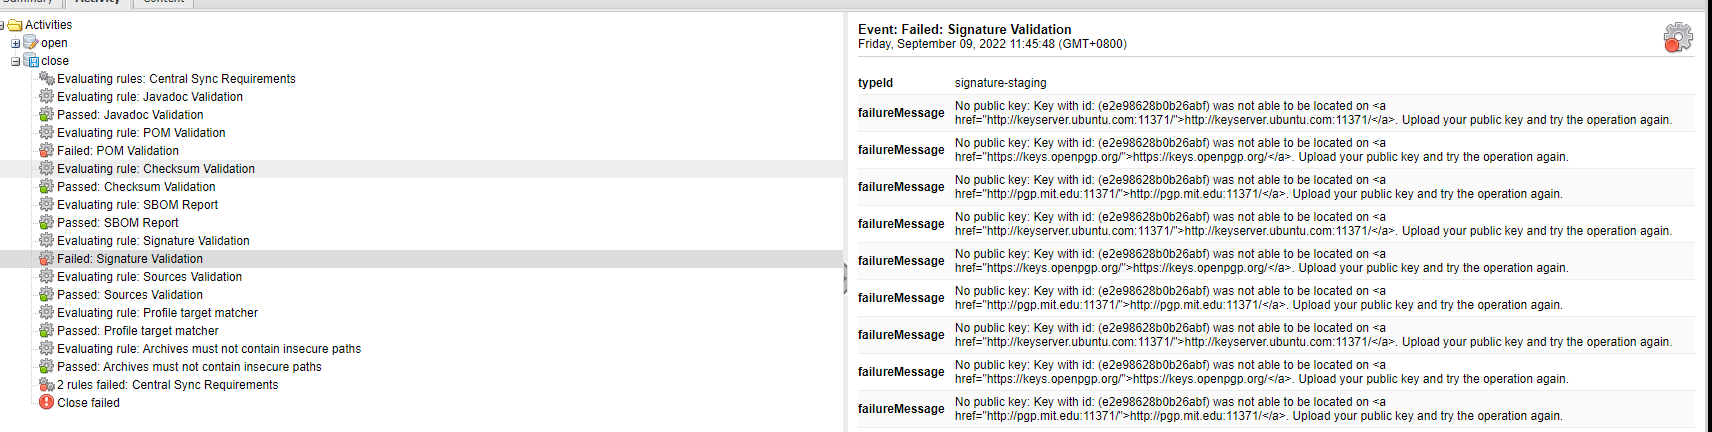 Summary Activity Content
Activities
open
close
Evaluating rules: Central Sync Requirements
Evaluating rule: Javadoc Validation
Passed: Javadoc Validation
Evaluating rule: POM Validation
Failed: POM Validation
Evaluating rule: Checksum Validation
Passed: Checksum Validation
Evaluating rule: SBOM Report
Passed: SBOM Report
Evaluating rule: Signature Validation
Failed: Signature Validation
Evaluating rule: Sources Validation
Passed: Sources Validation
Evaluating rule: Profile target matcher
Passed: Profile target matcher
Evaluating rule: Archives must not contain insecure paths
Passed: Archives must not contain insecure paths
2 rules failed: Central Sync Requirements
Close failed
Event: Failed: Signature Validation
Friday, September 09, 2022 11:45:48 (GMT+0800)
typeId signature-staging
failureMessage No public key: Key with id: (e2e98628b0b26abf) was not able to be located on <a
href="http://keyserver.ubuntu.com:11371/">http://keyserver.ubuntu.com:11371/</a>. Upload your public key and try the operation again.
failureMessage No public key: Key with id: (e2e98628b0b26abf) was not able to be located on <a
href="https://keys.openpgp.org/">https://keys.openpgp.org/</a>. Upload your public key and try the operation again.
failureMessage No public key: Key with id: (e2e98628b0b26abf) was not able to be located on <a
href="http://pgp.mit.edu:11371/">http://pgp.mit.edu:11371/</a>. Upload your public key and try the operation again.
failureMessage No public key: Key with id: (e2e98628b0b26abf) was not able to be located on <a
href="http://keyserver.ubuntu.com:11371/">http://keyserver.ubuntu.com:11371/</a>. Upload your public key and try the operation again.
failureMessage No public key: Key with id: (e2e98628b0b26abf) was not able to be located on <a
href="https://keys.openpgp.org/">https://keys.openpgp.org/</a>. Upload your public key and try the operation again.
failureMessage No public key: Key with id: (e2e98628b0b26abf) was not able to be located on <a
href="http://pgp.mit.edu:11371/">http://pgp.mit.edu:11371/</a>. Upload your public key and try the operation again.
failureMessage No public key: Key with id: (e2e98628b0b26abf) was not able to be located on <a
href="http://keyserver.ubuntu.com:11371/">http://keyserver.ubuntu.com:11371/</a>. Upload your public key and try the operation again.
failureMessage No public key: Key with id: (e2e98628b0b26abf) was not able to be located on <a
href="https://keys.openpgp.org/">https://keys.openpgp.org/</a>. Upload your public key and try the operation again.
failureMessage No public key: Key with id: (e2e98628b0b26abf) was not able to be located on <a
href="http://pgp.mit.edu:11371/">http://pgp.mit.edu:11371/</a>. Upload your public key and try the operation again.